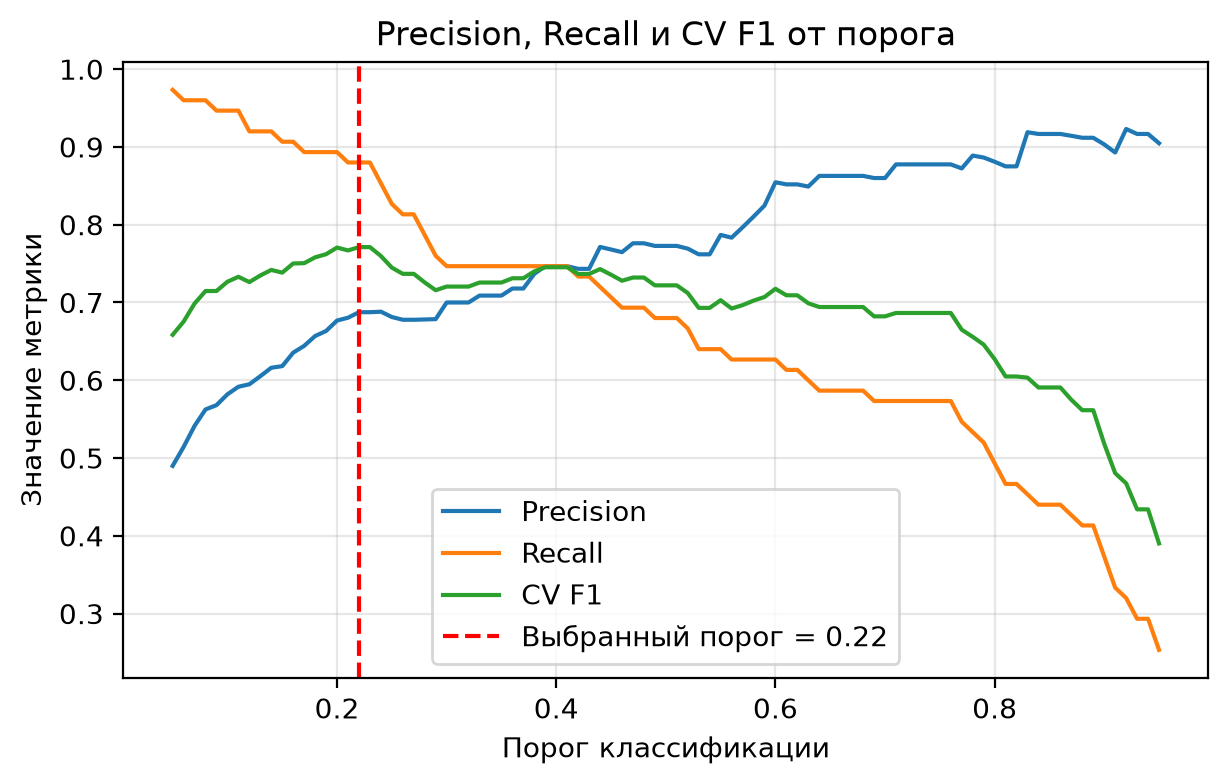 Precision, Recall и CV F1 от порога
Значение метрики
1.0
0.9
0.8
0.7
0.6
0.5
0.4
0.3
Precision
Recall
CV F1
Выбранный порог = 0.22
0.2 0.4 0.6 0.8
Порог классификации